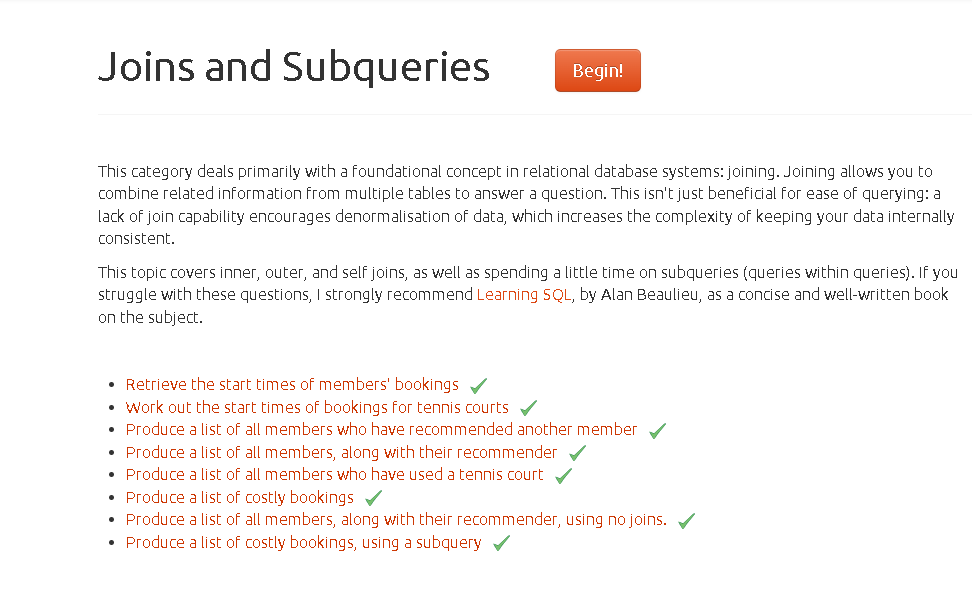 Joins and Subqueries
Begin!
This category deals primarily with a foundational concept in relational database systems: joining. Joining allows you to
combine related information from multiple tables to answer a question. This isn't just beneficial for ease of querying: a
lack of join capability encourages denormalisation of data, which increases the complexity of keeping your data internally
consistent.
This topic covers inner, outer, and self joins, as well as spending a little time on subqueries (queries within queries). If you
struggle with these questions, I strongly recommend Learning SQL, by Alan Beaulieu, as a concise and well-written book
on the subject.
Retrieve the start times of members' bookings
Work out the start times of bookings for tennis courts
Produce a list of all members who have recommended another member
Produce a list of all members, along with their recommender
Produce a list of all members who have used a tennis court
Produce a list of costly bookings
Produce a list of all members, along with their recommender, using no joins.
Produce a list of costly bookings, using a subquery